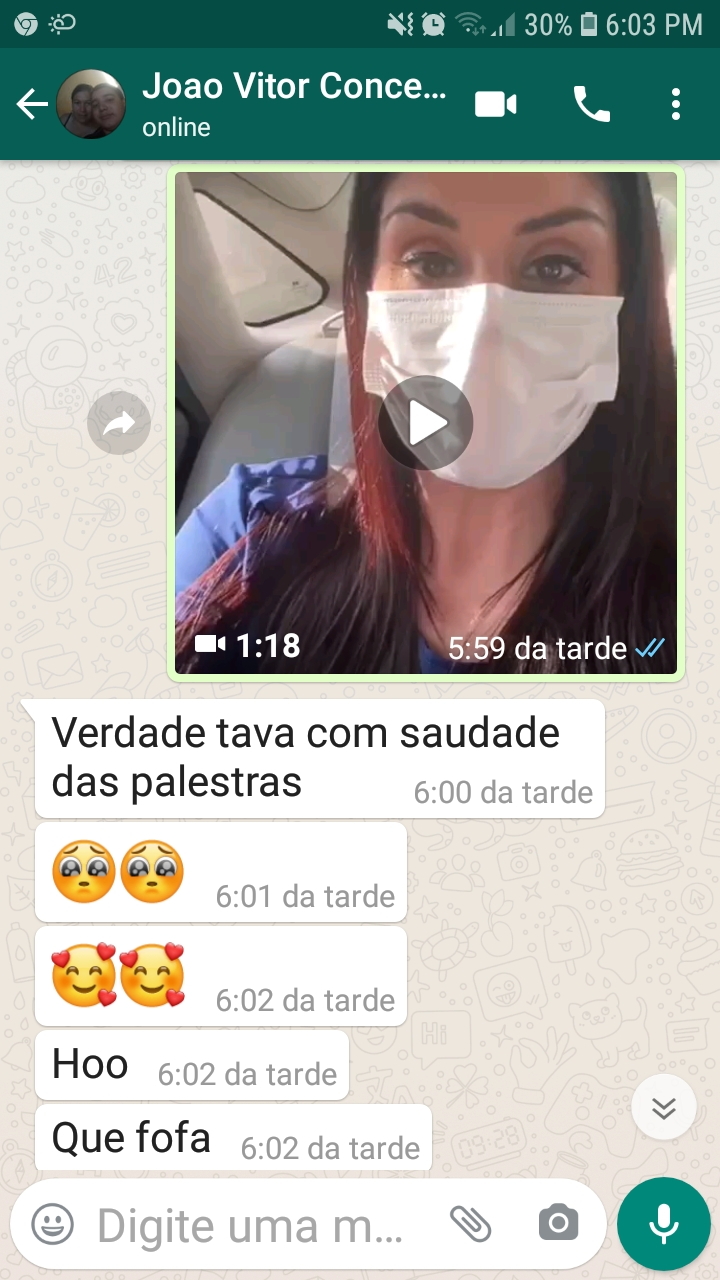 30% 6:03 PM
Joao Vitor Conce...
online
1:18
5:59 da tarde
Verdade tava com saudade
das palestras
6:00 da tarde
6:01 da tarde
6:02 da tarde
Hoo 6:02 da tarde
Que fofa 6:02 da tarde
Digite uma m...